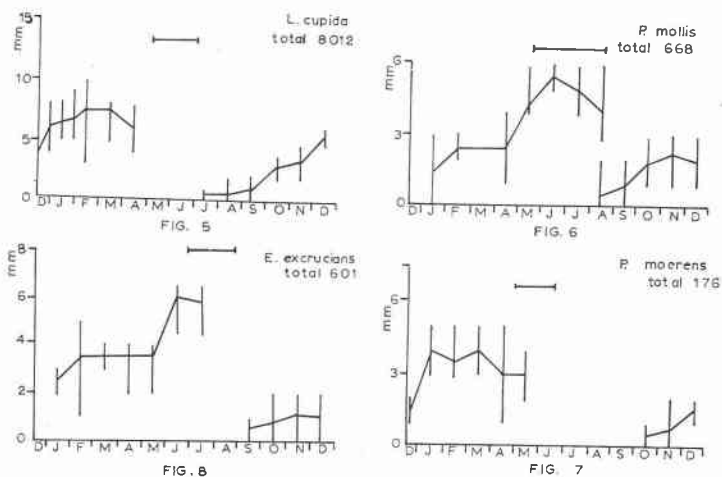 15
mm
10
5
0
L. cupida
total 8012
D J F M A M J J A S O N D
FIG. 5
6
mm
3
0
P. mollis
total 668
D J F M A M J J A S O N D
FIG. 6
8
mm
6
4
2
0
E. excrucians
total 601
D J F M A M J J A S O N D
FIG. 8
6
mm
3
0
P. moerens
total 176
D J F M A M J J A S O N D
FIG. 7